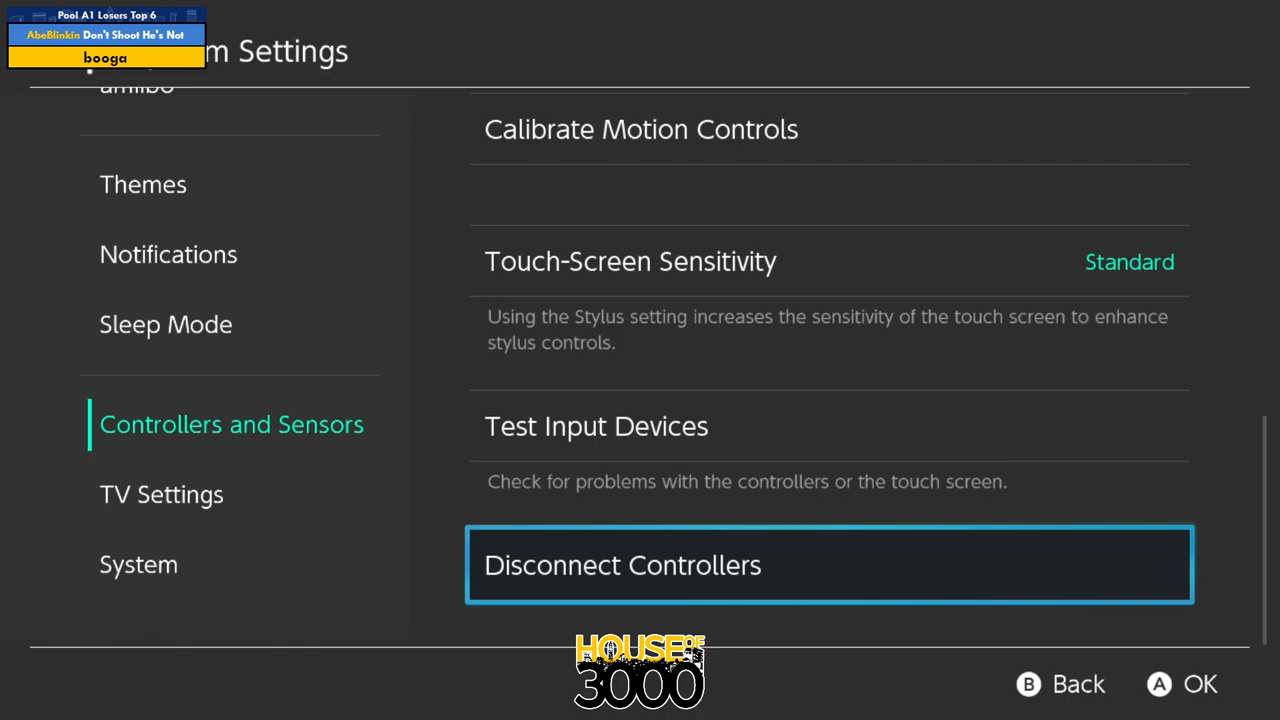 Pool A1 Losers Top 6
AbeBlinkin Don't Shoot He's Not
booga
m Settings
amiibo
Themes
Notifications
Sleep Mode
Controllers and Sensors
TV Settings
System
Calibrate Motion Controls
Touch-Screen Sensitivity Standard
Using the Stylus setting increases the sensitivity of the touch screen to enhance
stylus controls.
Test Input Devices
Check for problems with the controllers or the touch screen.
Disconnect Controllers
HOUSE OF
3000
B Back A OK